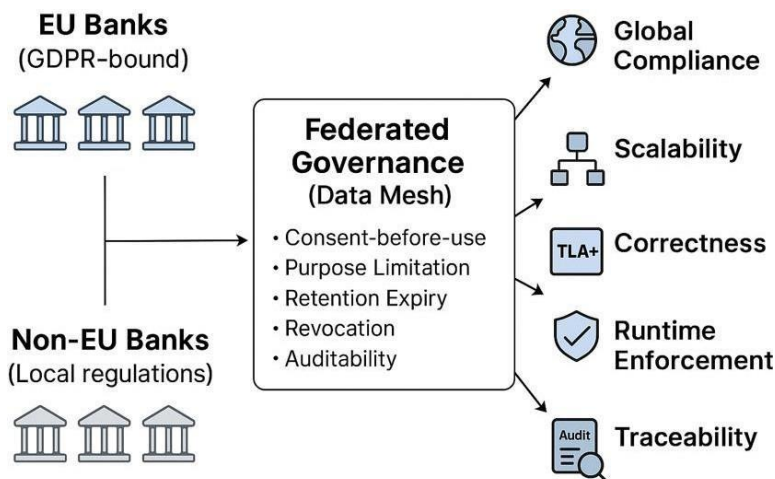 EU Banks
(GDPR-bound)
Non-EU Banks
(Local regulations)
Federated
Governance
(Data Mesh)
• Consent-before-use
• Purpose Limitation
• Retention Expiry
• Revocation
• Auditability
Global
Compliance
Scalability
TLA+
Correctness
Runtime
Enforcement
Audit
Traceability